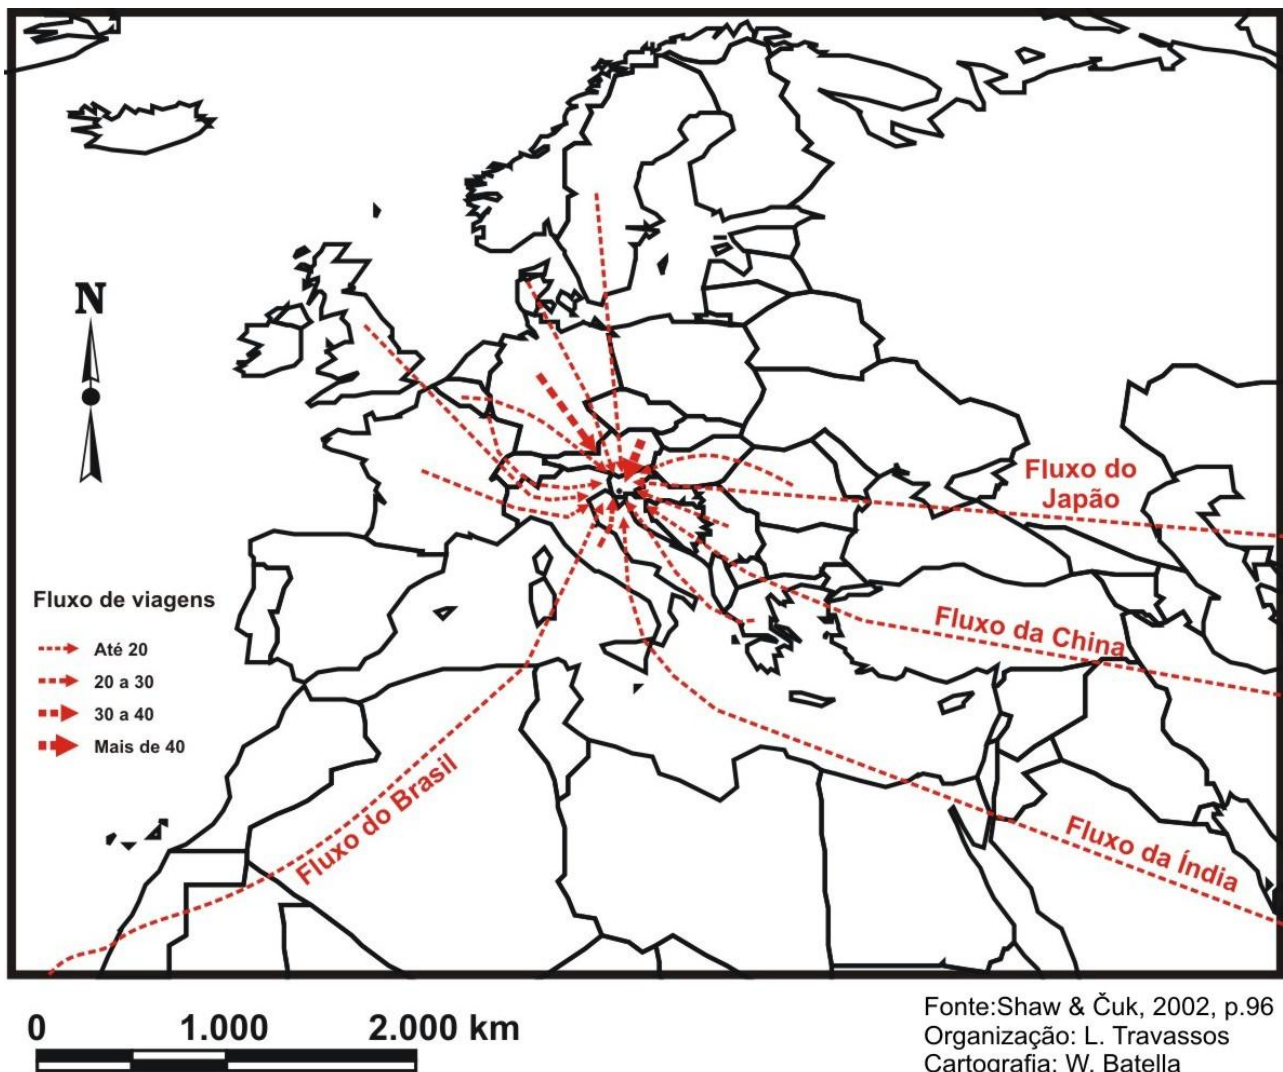 N
Fluxo do
Japão
Fluxo de viagens
Até 20
20 a 30
30 a 40
Mais de 40
Fluxo da China
Fluxo do Brasil
Fluxo da Índia
0 1.000 2.000 km
Fonte:Shaw & Čuk, 2002, p.96
Organização: L. Travassos
Cartografia: W. Batella